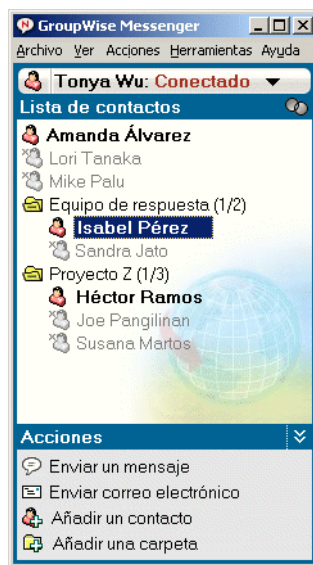 GroupWise Messenger
Archivo Ver Acciones Herramientas Ayuda
Tonya Wu: Conectado
Lista de contactos
Amanda Álvarez
Lori Tanaka
Mike Palu
Equipo de respuesta (1/2)
Isabel Pérez
Sandra Jato
Proyecto Z (1/3)
Héctor Ramos
Joe Pangilinan
Susana Martos
Acciones
Enviar un mensaje
Enviar correo electrónico
Añadir un contacto
Añadir una carpeta